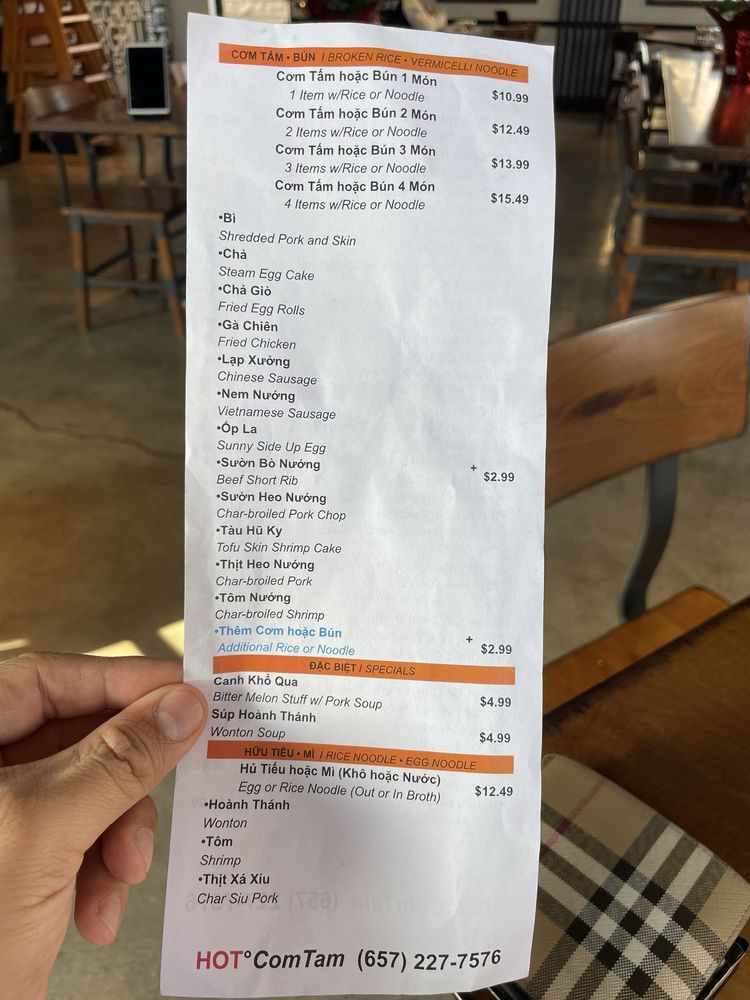 CƠM TẤM • BÚN / BROKEN RICE • VERMICELLI NOODLE
Cơm Tấm hoặc Bún 1 Món
1 Item w/Rice or Noodle $10.99
Cơm Tấm hoặc Bún 2 Món
2 Items w/Rice or Noodle $12.49
Cơm Tấm hoặc Bún 3 Món
3 Items w/Rice or Noodle $13.99
Cơm Tấm hoặc Bún 4 Món
4 Items w/Rice or Noodle $15.49
•Bì
Shredded Pork and Skin
•Chả
Steam Egg Cake
•Chả Giò
Fried Egg Rolls
•Gà Chiên
Fried Chicken
•Lạp Xưởng
Chinese Sausage
•Nem Nướng
Vietnamese Sausage
•Ốp La
Sunny Side Up Egg
•Sườn Bò Nướng
Beef Short Rib + $2.99
•Sườn Heo Nướng
Char-broiled Pork Chop
•Tàu Hũ Ky
Tofu Skin Shrimp Cake
•Thịt Heo Nướng
Char-broiled Pork
•Tôm Nướng
Char-broiled Shrimp
•Thêm Cơm hoặc Bún
Additional Rice or Noodle + $2.99
ĐẶC BIỆT / SPECIALS
Canh Khổ Qua
Bitter Melon Stuff w/ Pork Soup $4.99
Súp Hoành Thánh
Wonton Soup $4.99
HỮU TIẾU • MÌ / RICE NOODLE • EGG NOODLE
Hủ Tiếu hoặc Mì (Khô hoặc Nước)
Egg or Rice Noodle (Out or In Broth) $12.49
•Hoành Thánh
Wonton
•Tôm
Shrimp
•Thịt Xá Xíu
Char Siu Pork
HOT°ComTam (657) 227-7576